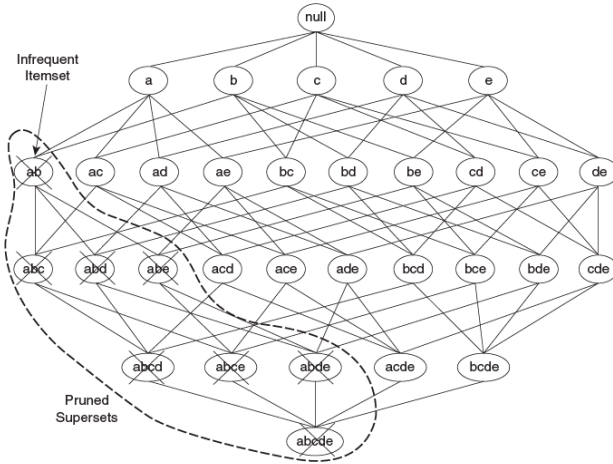 null
Infrequent
Itemset
a b c d e
ab ac ad ae bc bd be cd ce de
abc abd abe acd ace ade bcd bce bde cde
abcd abce abde acde bcde
Pruned
Supersets
abcde